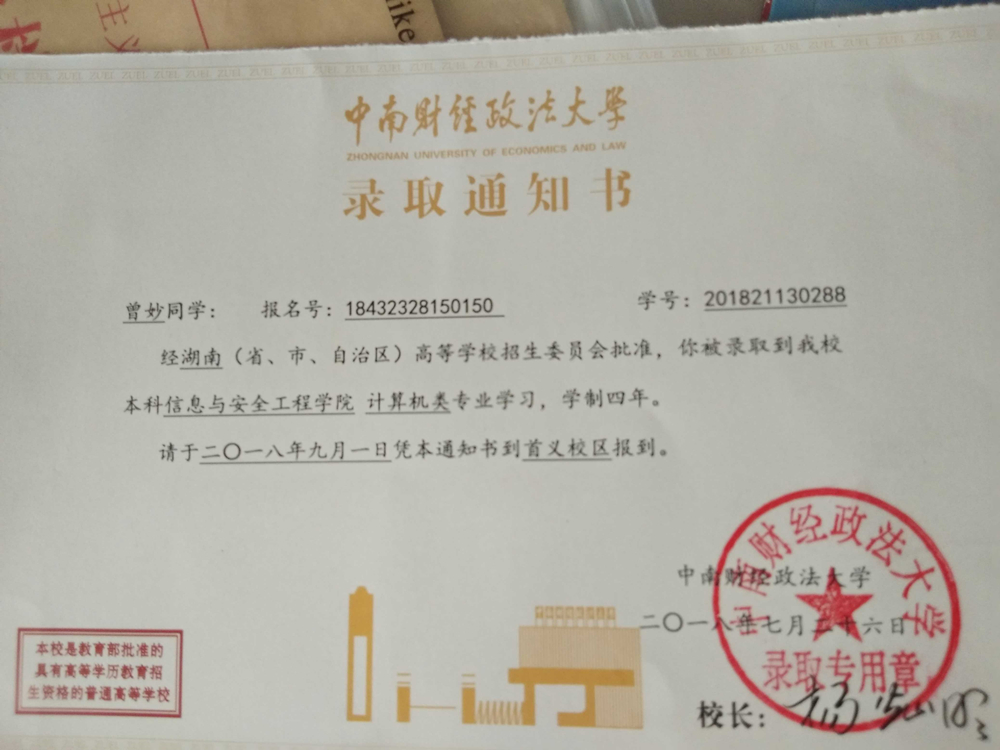 主义
ike
中南财经政法大学
ZHONGNAN UNIVERSITY OF ECONOMICS AND LAW
录取通知书
曾妙同学： 报名号：18432328150150 学号：201821130288
经湖南（省、市、自治区）高等学校招生委员会批准，你被录取到我校
本科信息与安全工程学院 计算机类专业学习，学制四年。
请于二〇一八年九月一日凭本通知书到首义校区报到。
中南财经政法大学
二〇一八年七月二十六日
中南财经政法大学
录取专用章
校长：杨灿明
本校是教育部批准的
具有高等学历教育招
生资格的普通高等学校